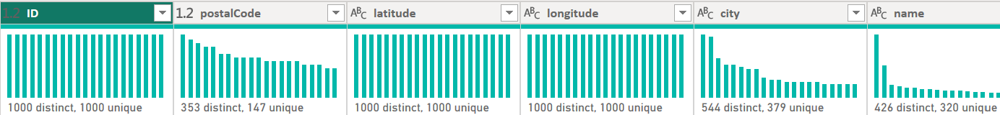 1.2 ID 1.2 postalCode ABC latitude ABC longitude ABC city ABC name
1000 distinct, 1000 unique 353 distinct, 147 unique 1000 distinct, 1000 unique 1000 distinct, 1000 unique 544 distinct, 379 unique 426 distinct, 320 unique